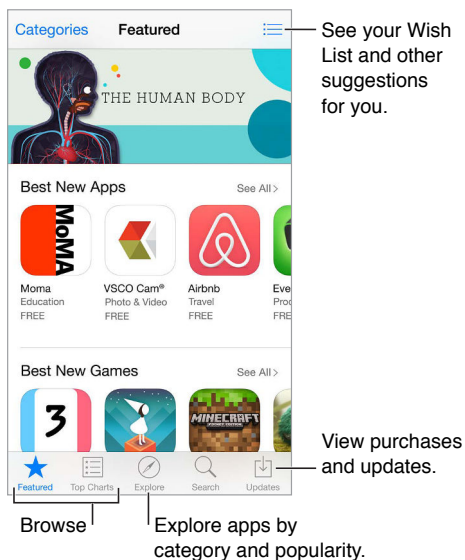 Categories Featured
See your Wish
List and other
suggestions
for you.
THE HUMAN BODY
Best New Apps See All >
MoMA
Moma VSCO Cam® Airbnb Eve
Education Photo & Video Travel Proc
FREE FREE FREE FRE
Best New Games See All >
3 MINECRAFT
POCKET EDITION
Featured Top Charts Explore Search Updates
View purchases
and updates.
Browse
Explore apps by
category and popularity.